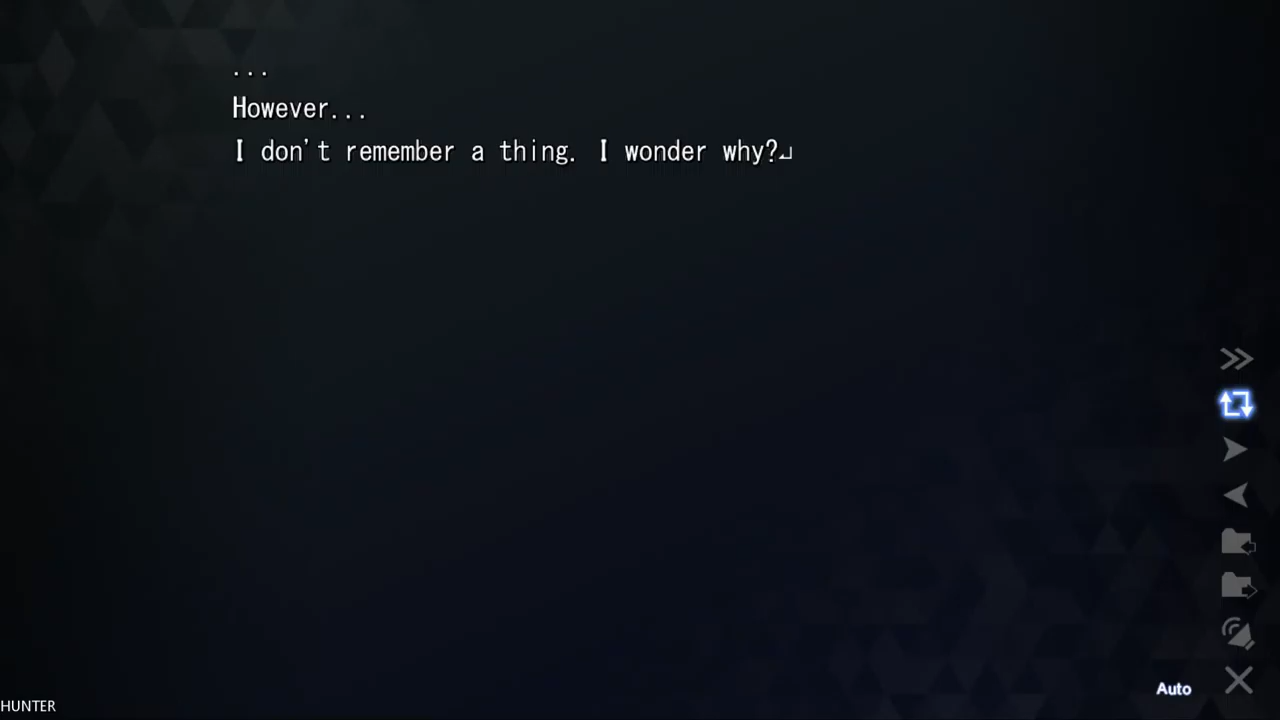 ...
However...
I don't remember a thing. I wonder why?
Auto
HUNTER